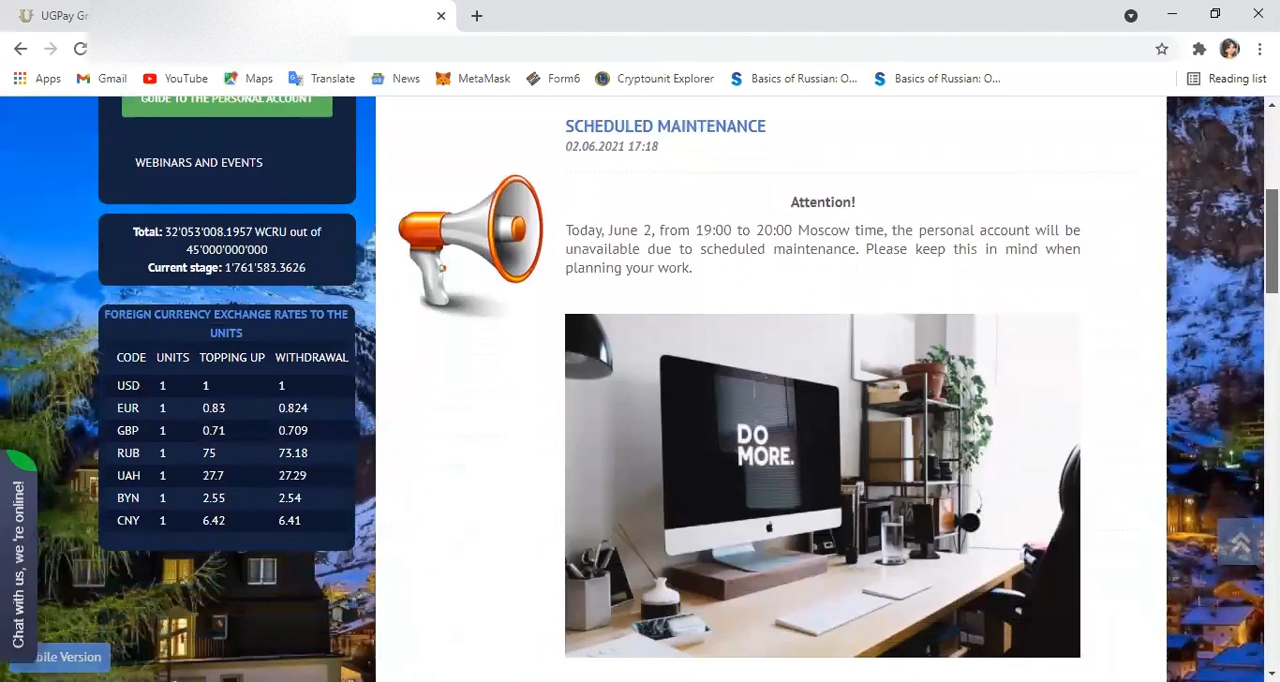 UGPay Gr
Apps
Gmail
YouTube
Maps
Translate
News
MetaMask
Form6
Cryptounit Explorer
Basics of Russian: O...
Basics of Russian: O...
Reading list
GUIDE TO THE PERSONAL ACCOUNT
WEBINARS AND EVENTS
Total: 32'053'008.1957 WCRU out of
45'000'000'000
Current stage: 1'761'583.3626
FOREIGN CURRENCY EXCHANGE RATES TO THE
UNITS
CODE UNITS TOPPING UP WITHDRAWAL
USD 1 1 1
EUR 1 0.83 0.824
GBP 1 0.71 0.709
RUB 1 75 73.18
UAH 1 27.7 27.29
BYN 1 2.55 2.54
CNY 1 6.42 6.41
Chat with us, we're online!
bile Version
SCHEDULED MAINTENANCE
02.06.2021 17:18
Attention!
Today, June 2, from 19:00 to 20:00 Moscow time, the personal account will be
unavailable due to scheduled maintenance. Please keep this in mind when
planning your work.
DO
MORE.